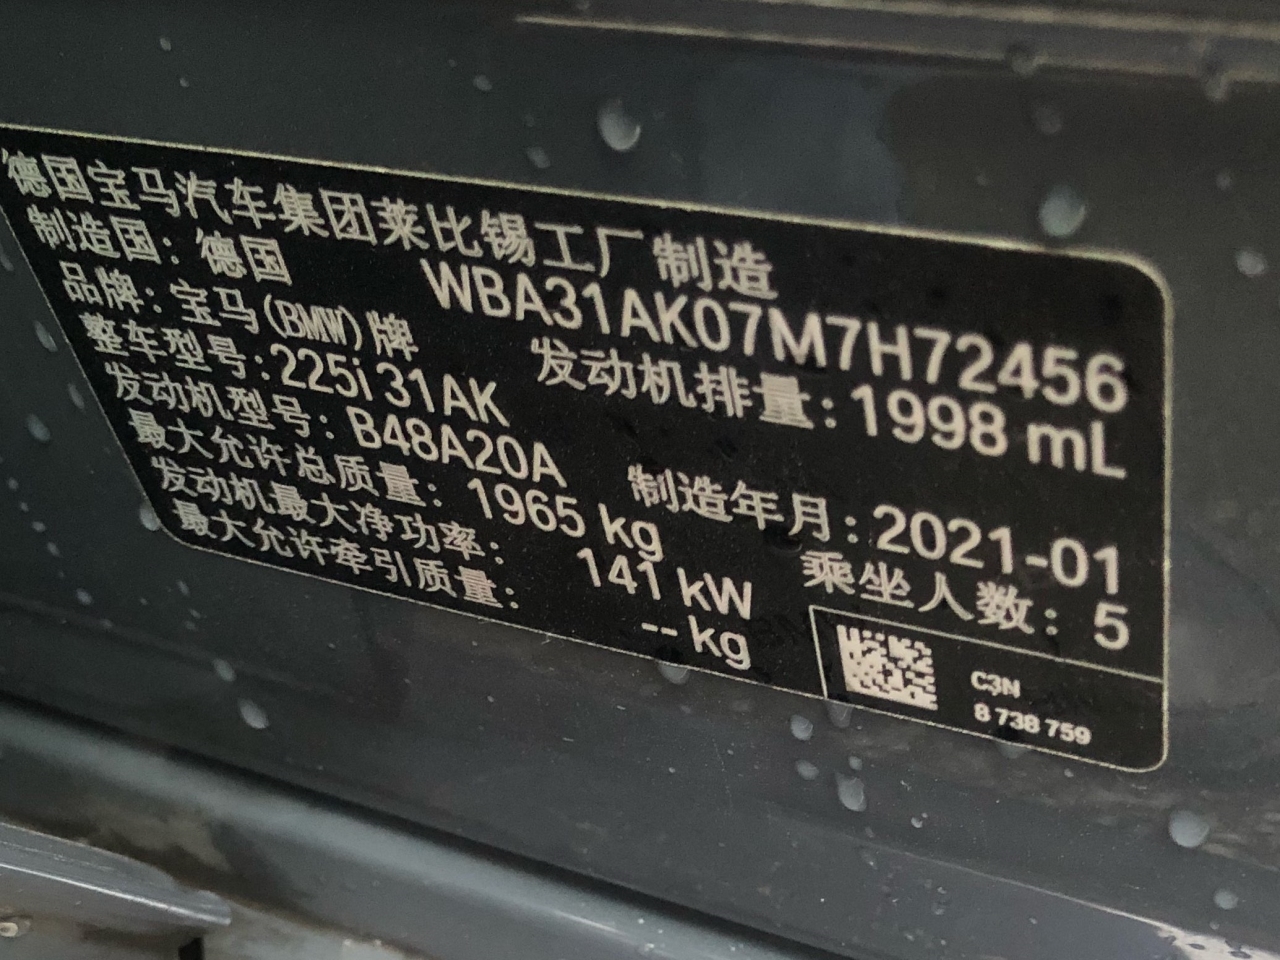 德国宝马汽车集团莱比锡工厂 制造
制造国：德国 WBA31AK07M7H72456
品牌：宝马(BMW)牌 发动机排量：1998 mL
整车型号：225i 31AK
发动机型号：B48A20A 制造年月：2021-01
最大允许总质量：1965 kg 乘坐人数：5
发动机最大净功率：141 kW
最大允许牵引质量：-- kg
C3N
8 738 759